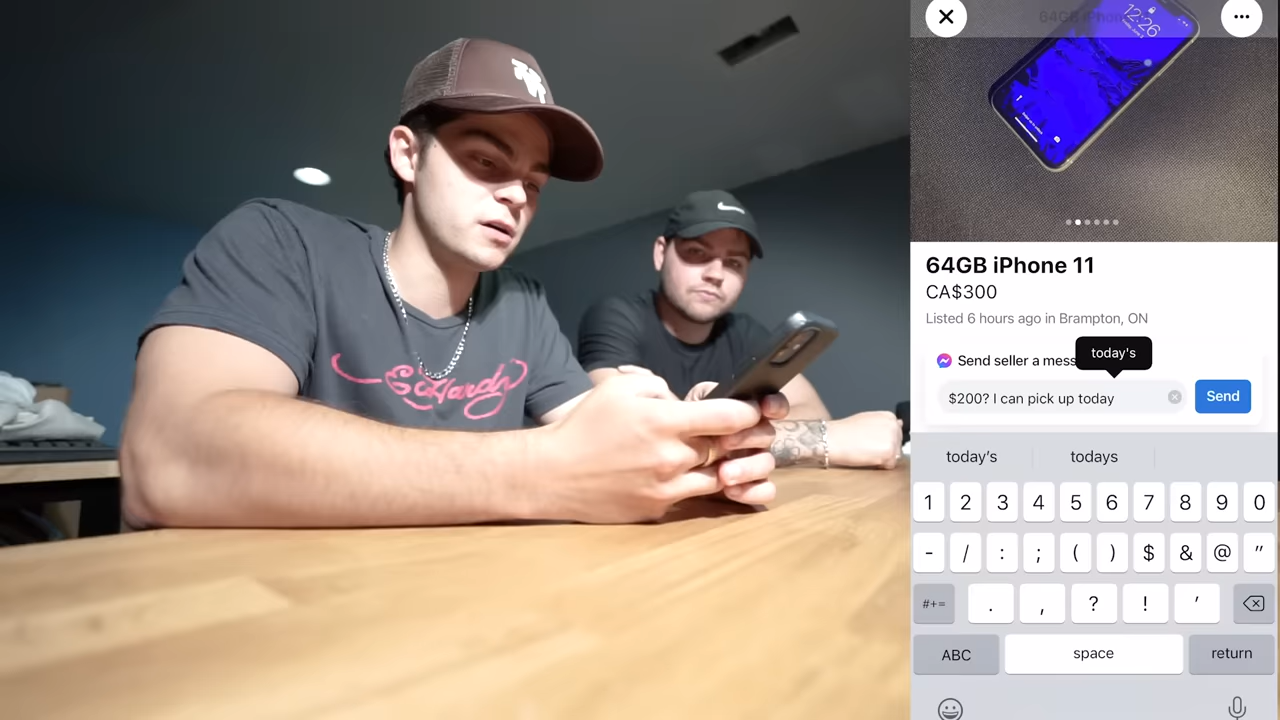 Ed Hardy
12:26
64GB iPhone 11
CA$300
Listed 6 hours ago in Brampton, ON
Send seller a mess
today's
$200? I can pick up today
Send
today's
todays
1 2 3 4 5 6 7 8 9 0
- / : ; ( ) $ & @ "
#+= . , ? ! '
ABC space return